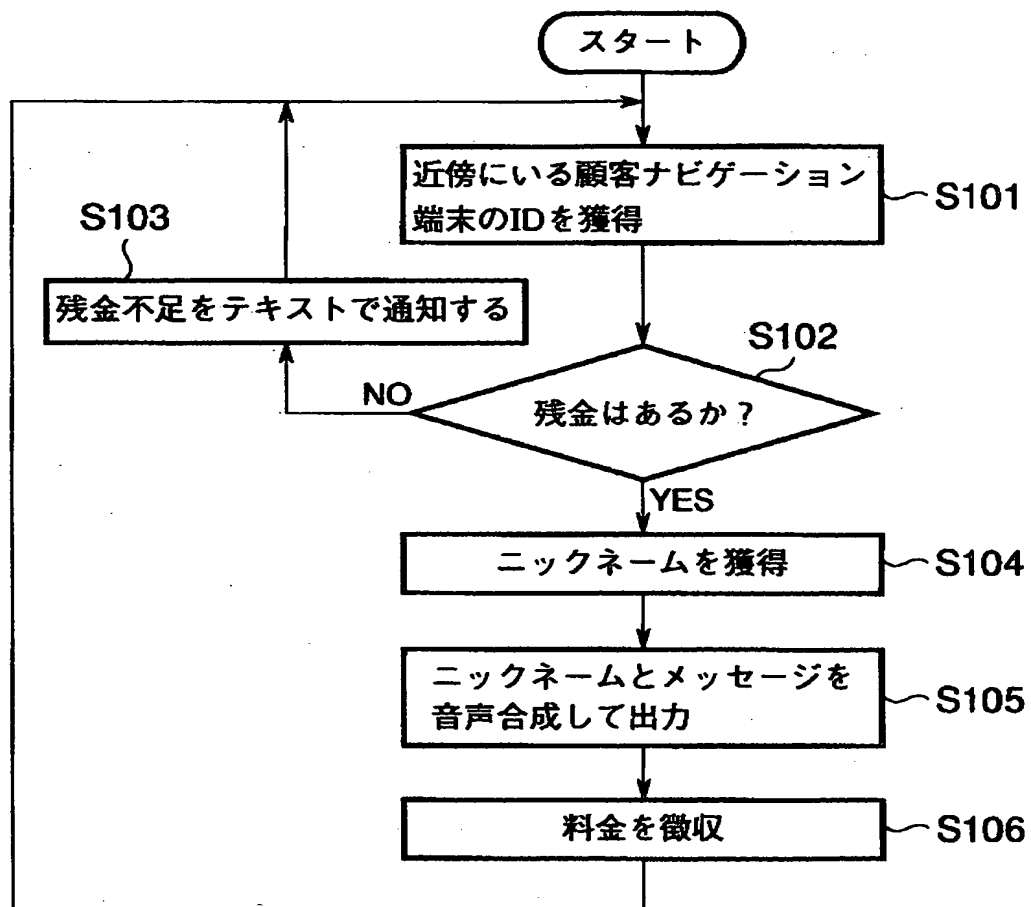 スタート
近傍にいる顧客ナビゲーション
端末のIDを獲得
S101
S103
残金不足をテキストで通知する
S102
残金はあるか？
NO
YES
ニックネームを獲得
S104
ニックネームとメッセージを
音声合成して出力
S105
料金を徴収
S106